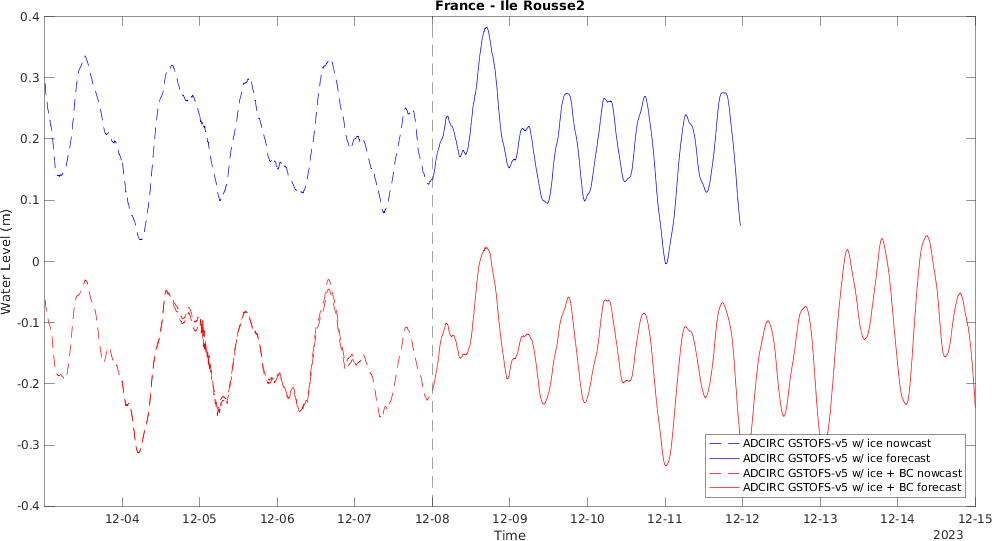 France - Ile Rousse2
0.4
0.3
0.2
0.1
0
-0.1
-0.2
-0.3
-0.4
Water Level (m)
ADCIRC GSTOFS-v5 w/ ice nowcast
ADCIRC GSTOFS-v5 w/ ice forecast
ADCIRC GSTOFS-v5 w/ ice + BC nowcast
ADCIRC GSTOFS-v5 w/ ice + BC forecast
12-04 12-05 12-06 12-07 12-08 12-09 12-10 12-11 12-12 12-13 12-14 12-15
Time
2023